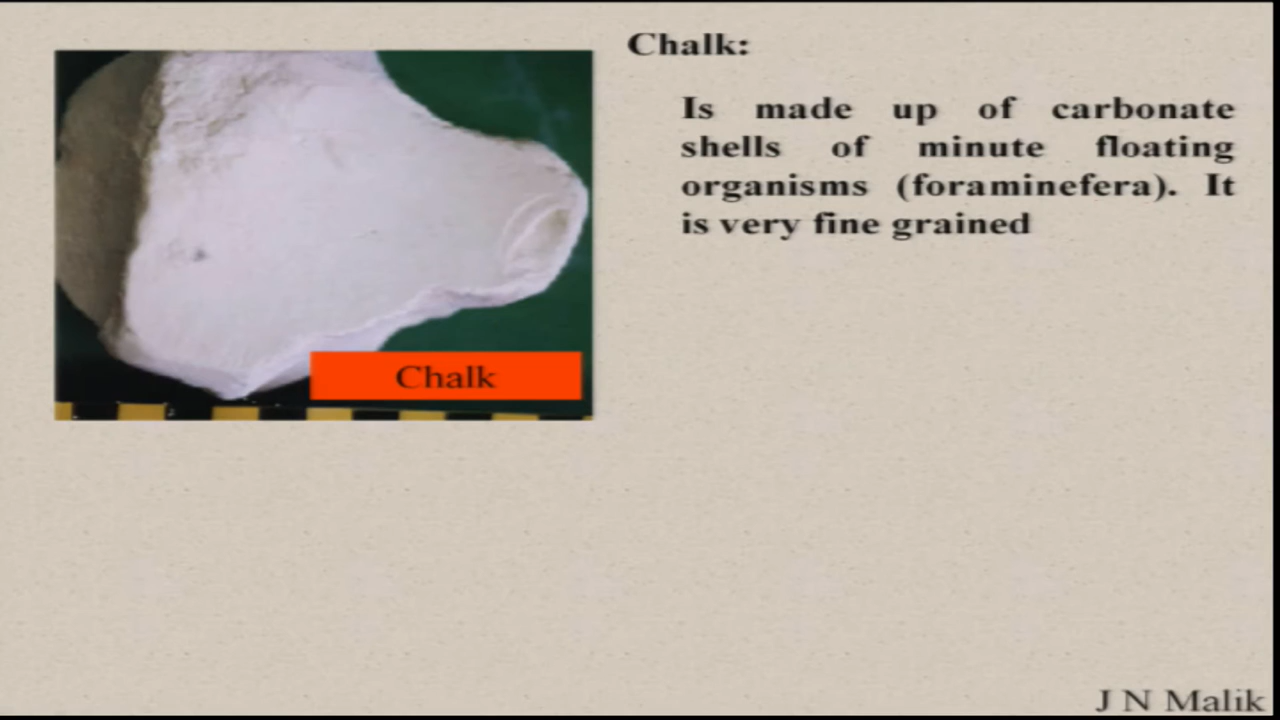 Chalk:
Is made up of carbonate
shells of minute floating
organisms (foraminefera). It
is very fine grained
Chalk
J N Malik